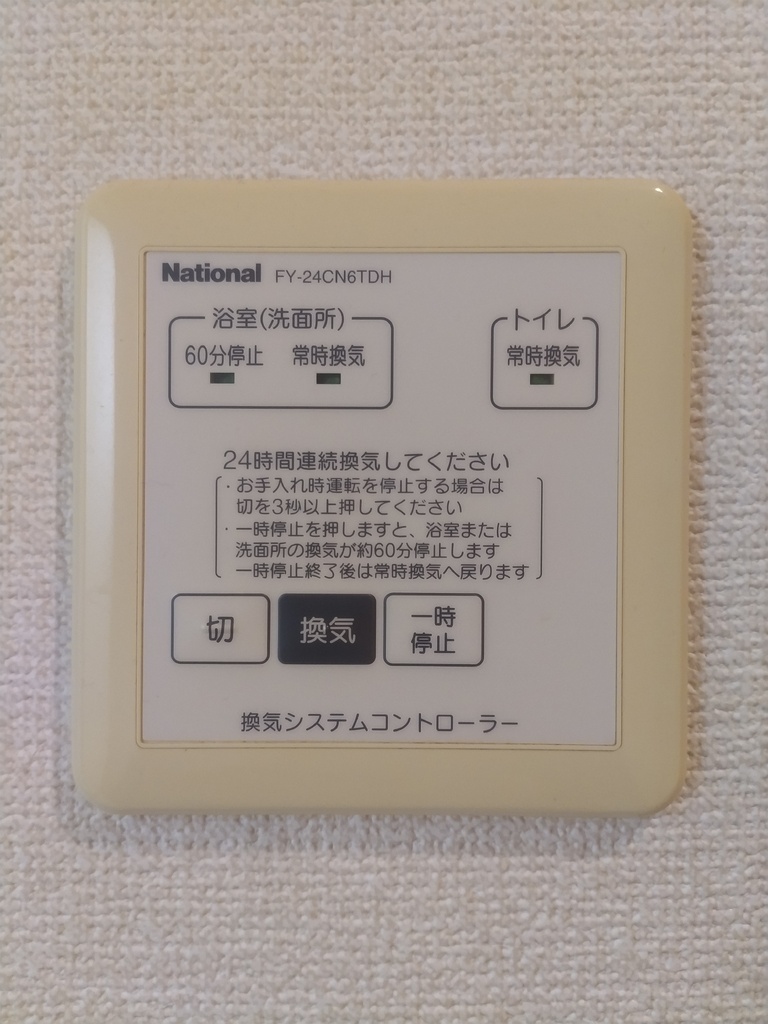 National FY-24CN6TDH
浴室(洗面所)
トイレ
60分停止 常時換気
常時換気
24時間連続換気してください
・お手入れ時運転を停止する場合は
切を3秒以上押してください
・一時停止を押しますと、浴室または
洗面所の換気が約60分停止します
一時停止終了後は常時換気へ戻ります
切
換気
一時
停止
換気システムコントローラー